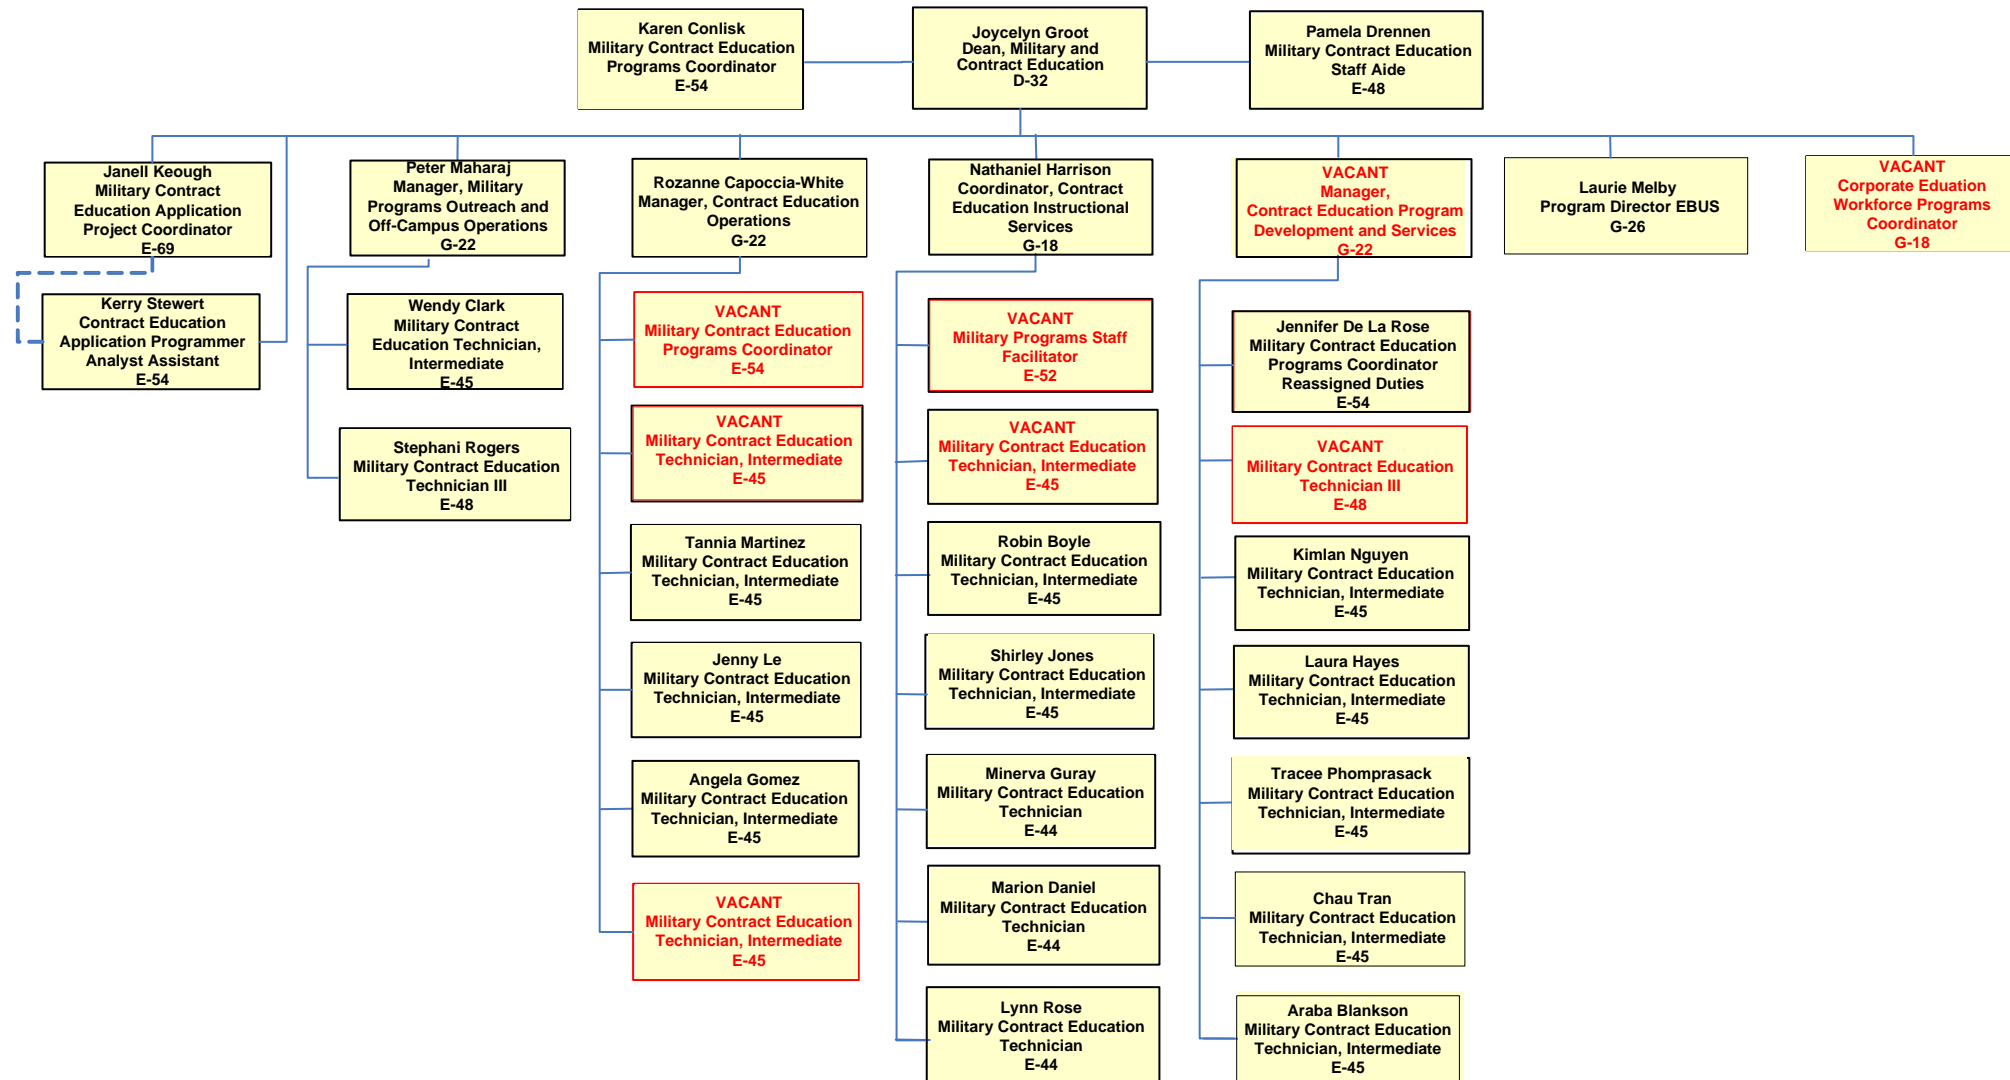 Karen Conlisk
Military Contract Education
Programs Coordinator
E-54
Joycelyn Groot
Dean, Military and
Contract Education
D-32
Pamela Drennen
Military Contract Education
Staff Aide
E-48
Janell Keough
Military Contract
Education Application
Project Coordinator
E-69
Peter Maharaj
Manager, Military
Programs Outreach and
Off-Campus Operations
G-22
Rozanne Capoccia-White
Manager, Contract Education
Operations
G-22
Nathaniel Harrison
Coordinator, Contract
Education Instructional
Services
G-18
VACANT
Manager,
Contract Education Program
Development and Services
G-22
Laurie Melby
Program Director EBUS
G-26
VACANT
Corporate Eduation
Workforce Programs
Coordinator
G-18
Kerry Stewert
Contract Education
Application Programmer
Analyst Assistant
E-54
Wendy Clark
Military Contract
Education Technician,
Intermediate
E-45
Stephani Rogers
Military Contract Education
Technician III
E-48
VACANT
Military Contract Education
Programs Coordinator
E-54
VACANT
Military Contract Education
Technician, Intermediate
E-45
Tannia Martinez
Military Contract Education
Technician, Intermediate
E-45
Jenny Le
Military Contract Education
Technician, Intermediate
E-45
Angela Gomez
Military Contract Education
Technician, Intermediate
E-45
VACANT
Military Contract Education
Technician, Intermediate
E-45
VACANT
Military Programs Staff
Facilitator
E-52
VACANT
Military Contract Education
Technician, Intermediate
E-45
Robin Boyle
Military Contract Education
Technician, Intermediate
E-45
Shirley Jones
Military Contract Education
Technician, Intermediate
E-45
Minerva Guray
Military Contract Education
Technician
E-44
Marion Daniel
Military Contract Education
Technician
E-44
Lynn Rose
Military Contract Education
Technician
E-44
Jennifer De La Rose
Military Contract Education
Programs Coordinator
Reassigned Duties
E-54
VACANT
Military Contract Education
Technician III
E-48
Kimlan Nguyen
Military Contract Education
Technician, Intermediate
E-45
Laura Hayes
Military Contract Education
Technician, Intermediate
E-45
Tracee Phomprasack
Military Contract Education
Technician, Intermediate
E-45
Chau Tran
Military Contract Education
Technician, Intermediate
E-45
Araba Blankson
Military Contract Education
Technician, Intermediate
E-45